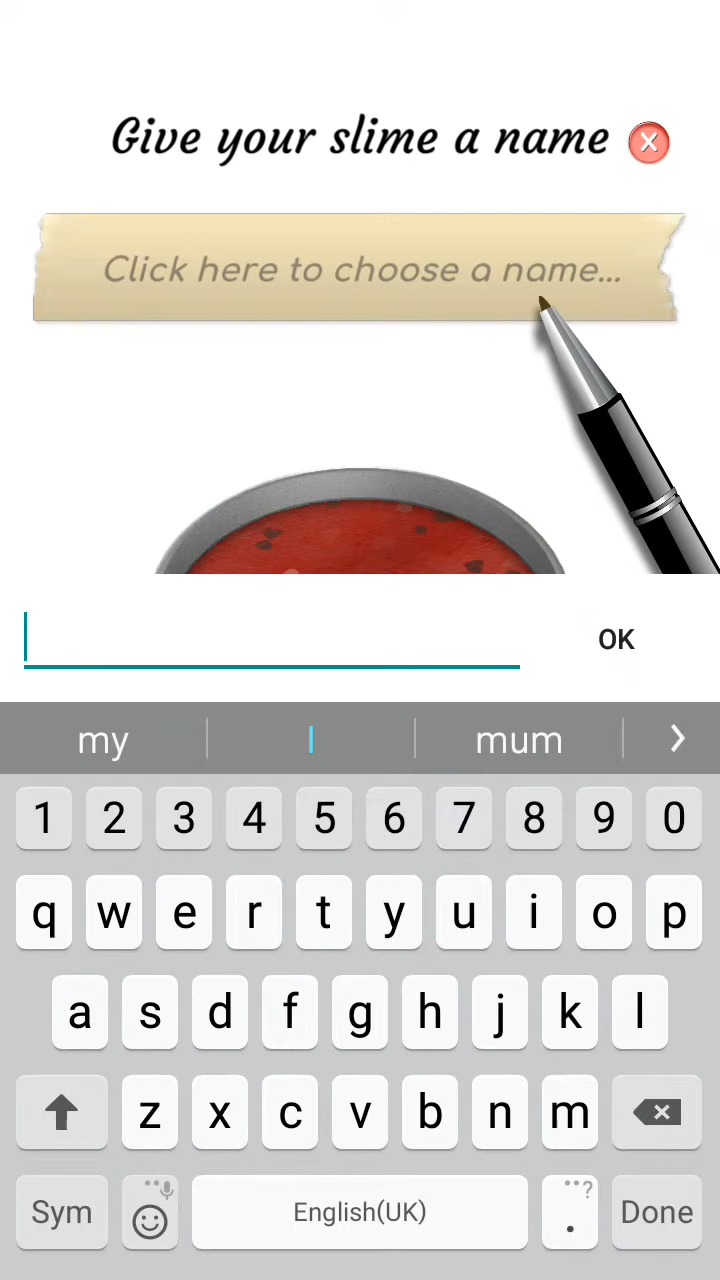 Give your slime a name
Click here to choose a name...
OK
my I mum
1 2 3 4 5 6 7 8 9 0
q w e r t y u i o p
a s d f g h j k l
z x c v b n m
Sym English(UK) . ? Done